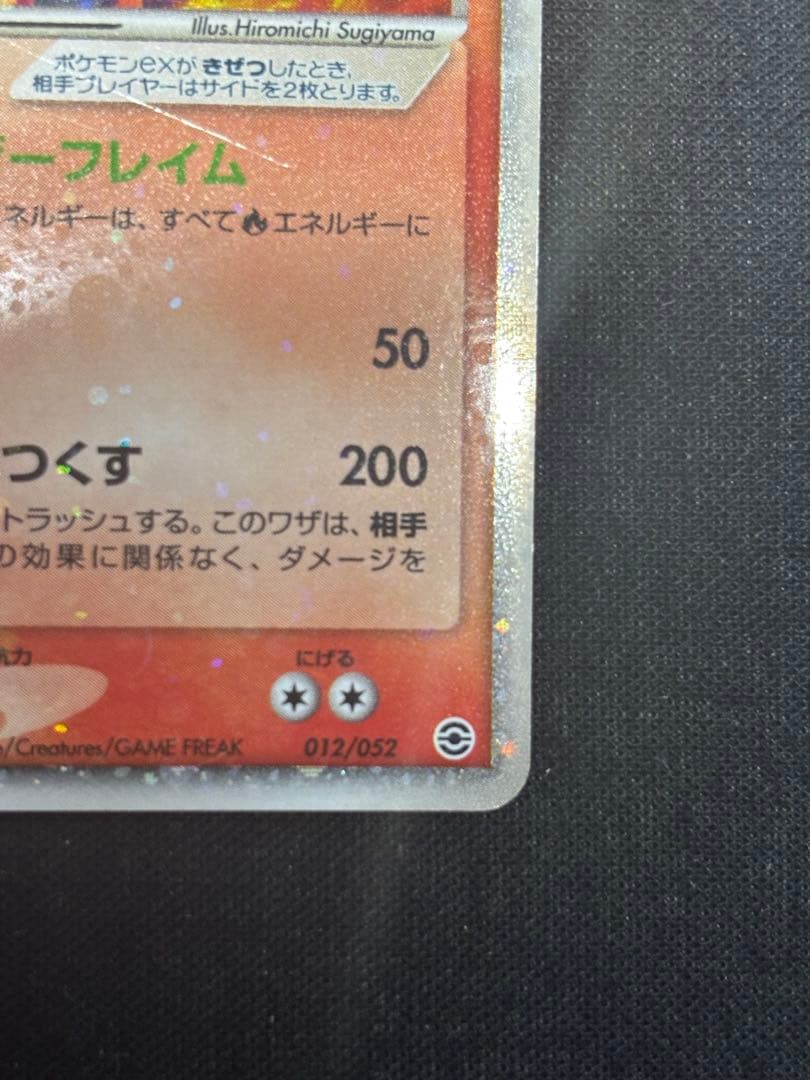 Illus.Hiromichi Sugiyama
ポケモンexが きぜつしたとき、
相手プレイヤーはサイドを2枚とります。
ーフレイム
ネルギーは、すべて エネルギーに
50
つくす 200
トラッシュする。このワザは、相手
の効果に関係なく、ダメージを
抗力 にげる
/Creatures/GAME FREAK 012/052